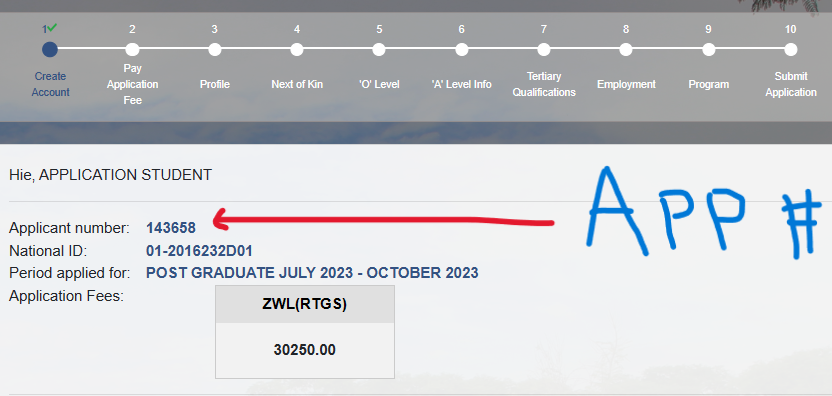 1 2 3 4 5 6 7 8 9 10
Create Account
Pay Application Fee
Profile
Next of Kin
'O' Level
'A' Level Info
Tertiary Qualifications
Employment
Program
Submit Application
Hie, APPLICATION STUDENT
APP #
Applicant number: 143658
National ID: 01-2016232D01
Period applied for: POST GRADUATE JULY 2023 - OCTOBER 2023
Application Fees:
ZWL(RTGS)
30250.00